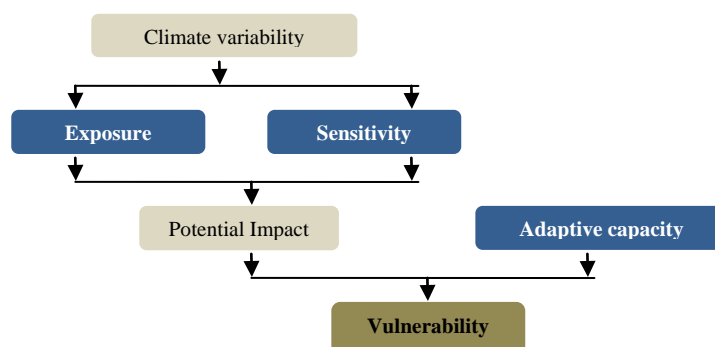 Climate variability
Exposure
Sensitivity
Potential Impact
Adaptive capacity
Vulnerability